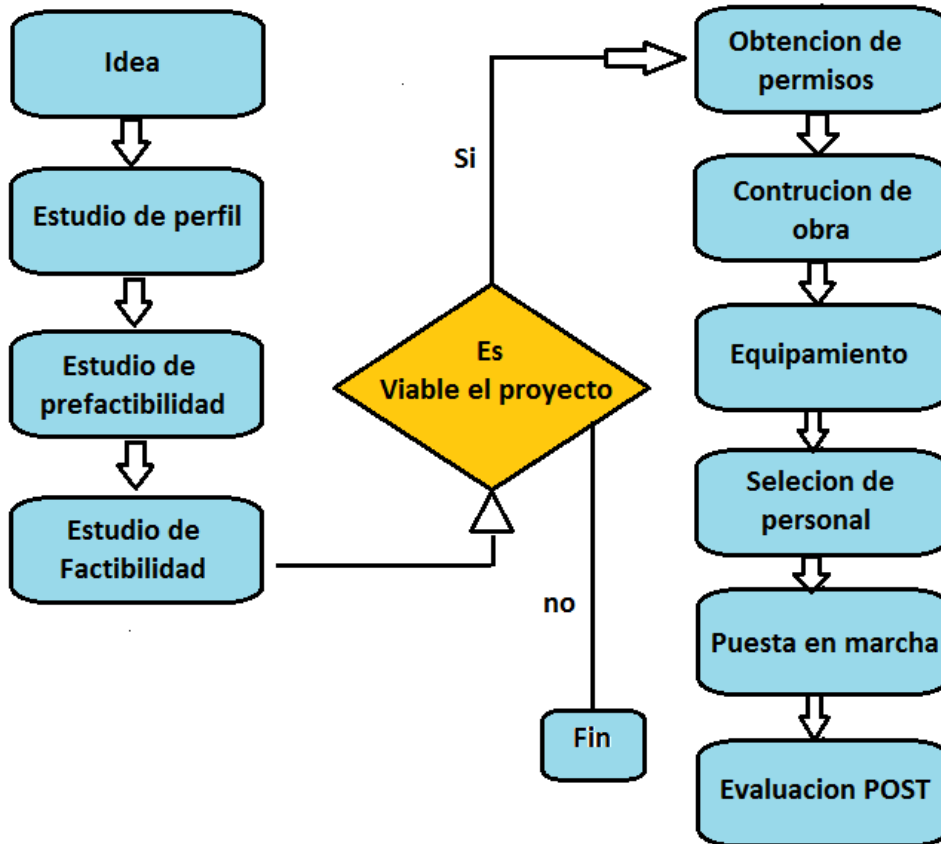 Idea
Estudio de perfil
Estudio de
prefactibilidad
Estudio de
Factibilidad
Es
Viable el proyecto
Si
no
Fin
Obtencion de
permisos
Contrucion de
obra
Equipamiento
Selecion de
personal
Puesta en marcha
Evaluacion POST